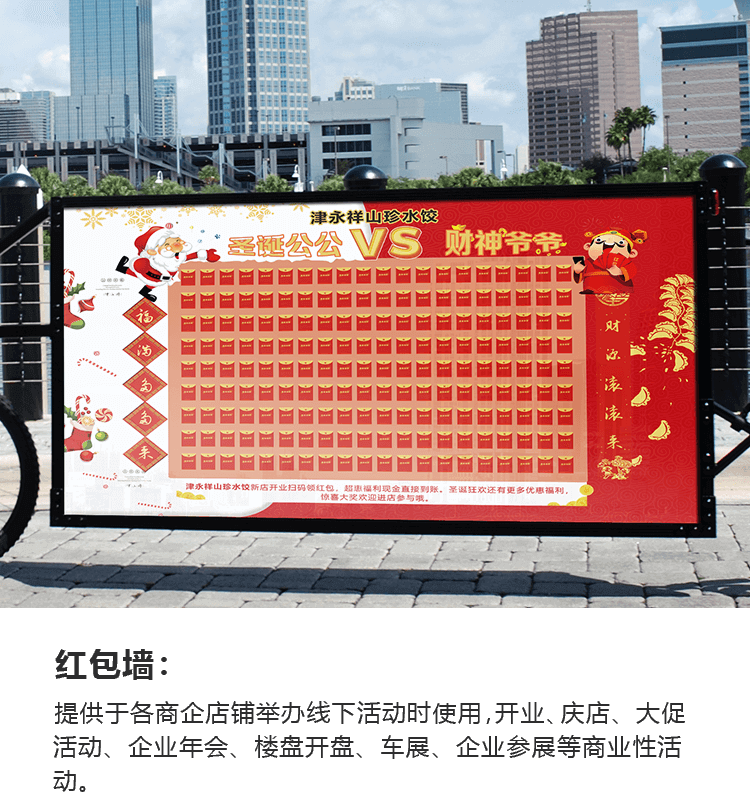 津永祥山珍水饺
圣诞公公VS财神爷爷
福
满
多
多
来
财
源
滚
滚
来
津永祥山珍水饺新店开业扫码领红包，超惠福利现金直接到账。圣诞狂欢还有更多优惠福利，
惊喜大奖欢迎进店参与哦。
红包墙：
提供于各商企店铺举办线下活动时使用,开业、庆店、大促
活动、企业年会、楼盘开盘、车展、企业参展等商业性活
动。